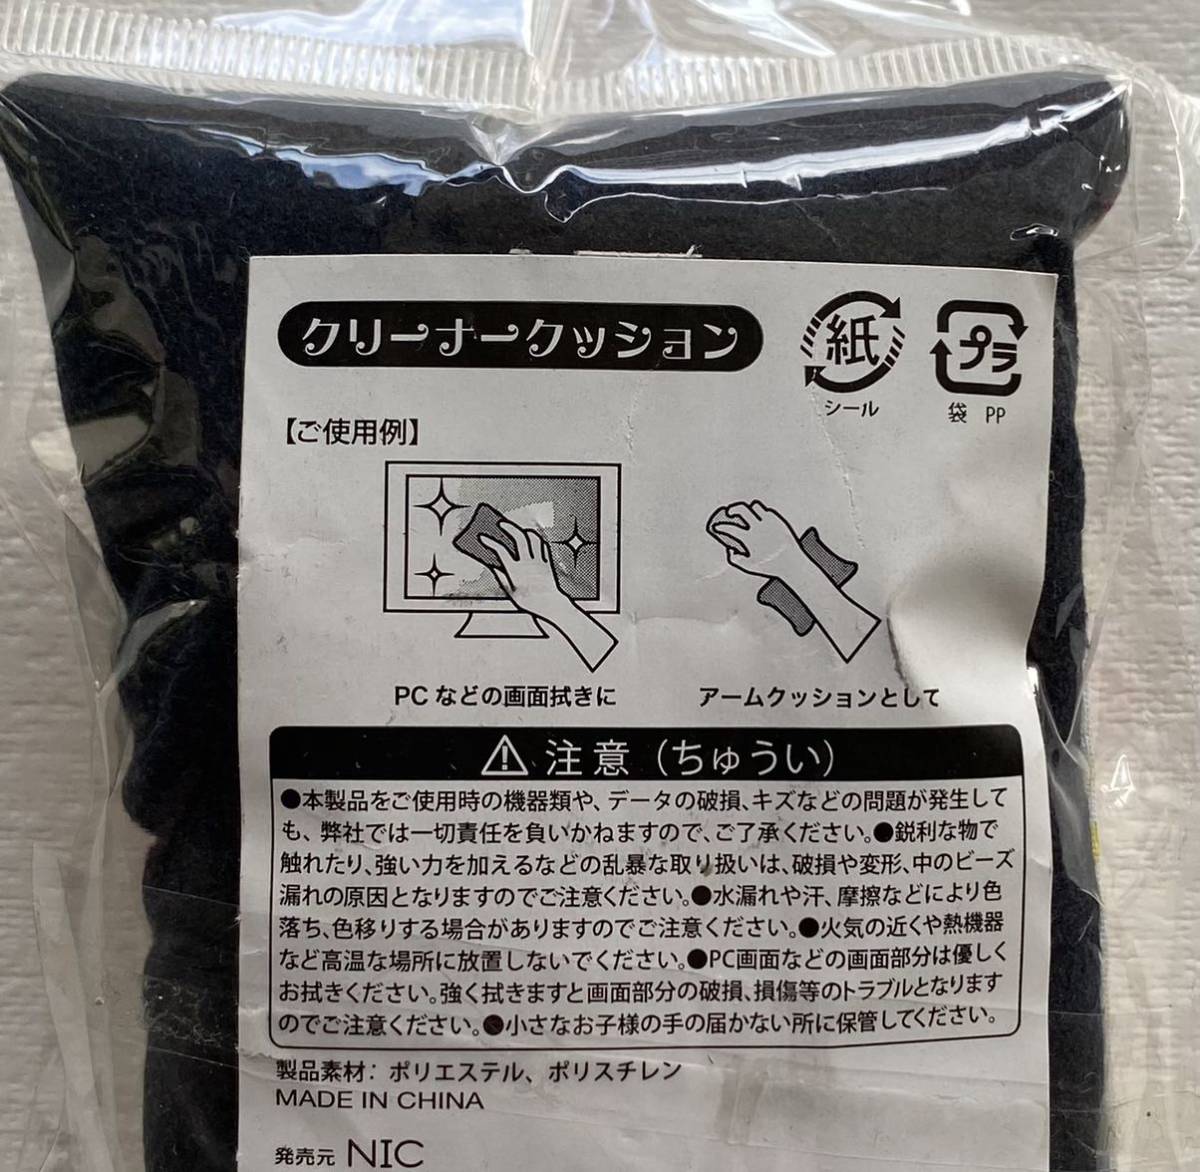 クリーナークッション
紙
プラ
シール
袋 PP
【ご使用例】
PCなどの画面拭きに
アームクッションとして
注意（ちゅうい）
●本製品をご使用時の機器類や、データの破損、キズなどの問題が発生して
も、弊社では一切責任を負いかねますので、ご了承ください。●鋭利な物で
触れたり、強い力を加えるなどの乱暴な取り扱いは、破損や変形、中のビーズ
漏れの原因となりますのでご注意ください。●水漏れや汗、摩擦などにより色
落ち、色移りする場合がありますのでご注意ください。●火気の近くや熱機器
など高温な場所に放置しないでください。●PC画面などの画面部分は優しく
お拭きください。強く拭きますと画面部分の破損、損傷等のトラブルとなります
のでご注意ください。●小さなお子様の手の届かない所に保管してください。
製品素材：ポリエステル、ポリスチレン
MADE IN CHINA
発売元 NIC